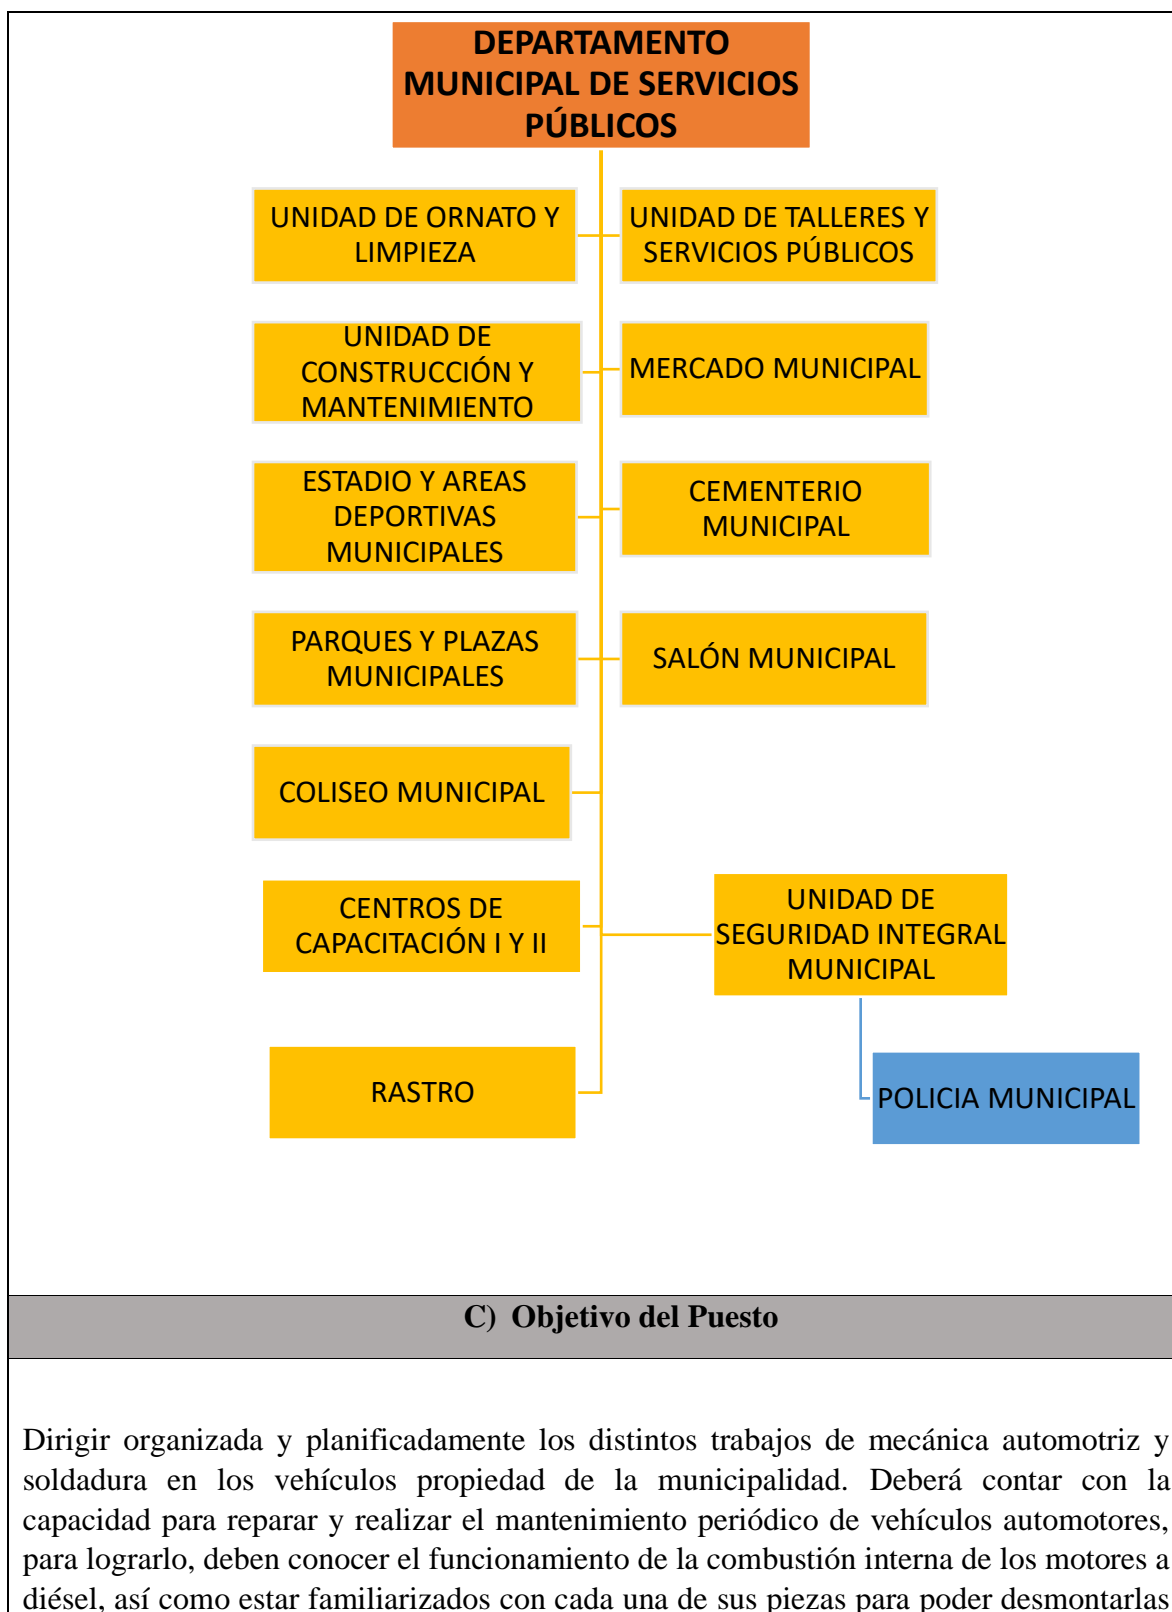 DEPARTAMENTO
MUNICIPAL DE SERVICIOS
PÚBLICOS
UNIDAD DE ORNATO Y
LIMPIEZA
UNIDAD DE TALLERES Y
SERVICIOS PÚBLICOS
UNIDAD DE
CONSTRUCCIÓN Y
MANTENIMIENTO
MERCADO MUNICIPAL
ESTADIO Y AREAS
DEPORTIVAS
MUNICIPALES
CEMENTERIO
MUNICIPAL
PARQUES Y PLAZAS
MUNICIPALES
SALÓN MUNICIPAL
COLISEO MUNICIPAL
CENTROS DE
CAPACITACIÓN I Y II
UNIDAD DE
SEGURIDAD INTEGRAL
MUNICIPAL
RASTRO
POLICIA MUNICIPAL
C) Objetivo del Puesto
Dirigir organizada y planificadamente los distintos trabajos de mecánica automotriz y
soldadura en los vehículos propiedad de la municipalidad. Deberá contar con la
capacidad para reparar y realizar el mantenimiento periódico de vehículos automotores,
para lograrlo, deben conocer el funcionamiento de la combustión interna de los motores a
diésel, así como estar familiarizados con cada una de sus piezas para poder desmontarlas